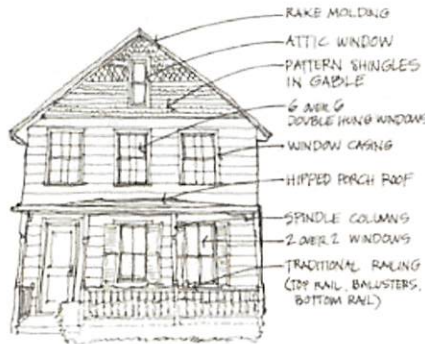 RAKE MOLDING
ATTIC WINDOW
PATTERN SHINGLES
IN GABLE
6 OVER 6
DOUBLE HUNG WINDOWS
WINDOW CASING
HIPPED PORCH ROOF
SPINDLE COLUMNS
2 OVER 2 WINDOWS
TRADITIONAL RAILING
(TOP RAIL, BALUSTERS,
BOTTOM RAIL)